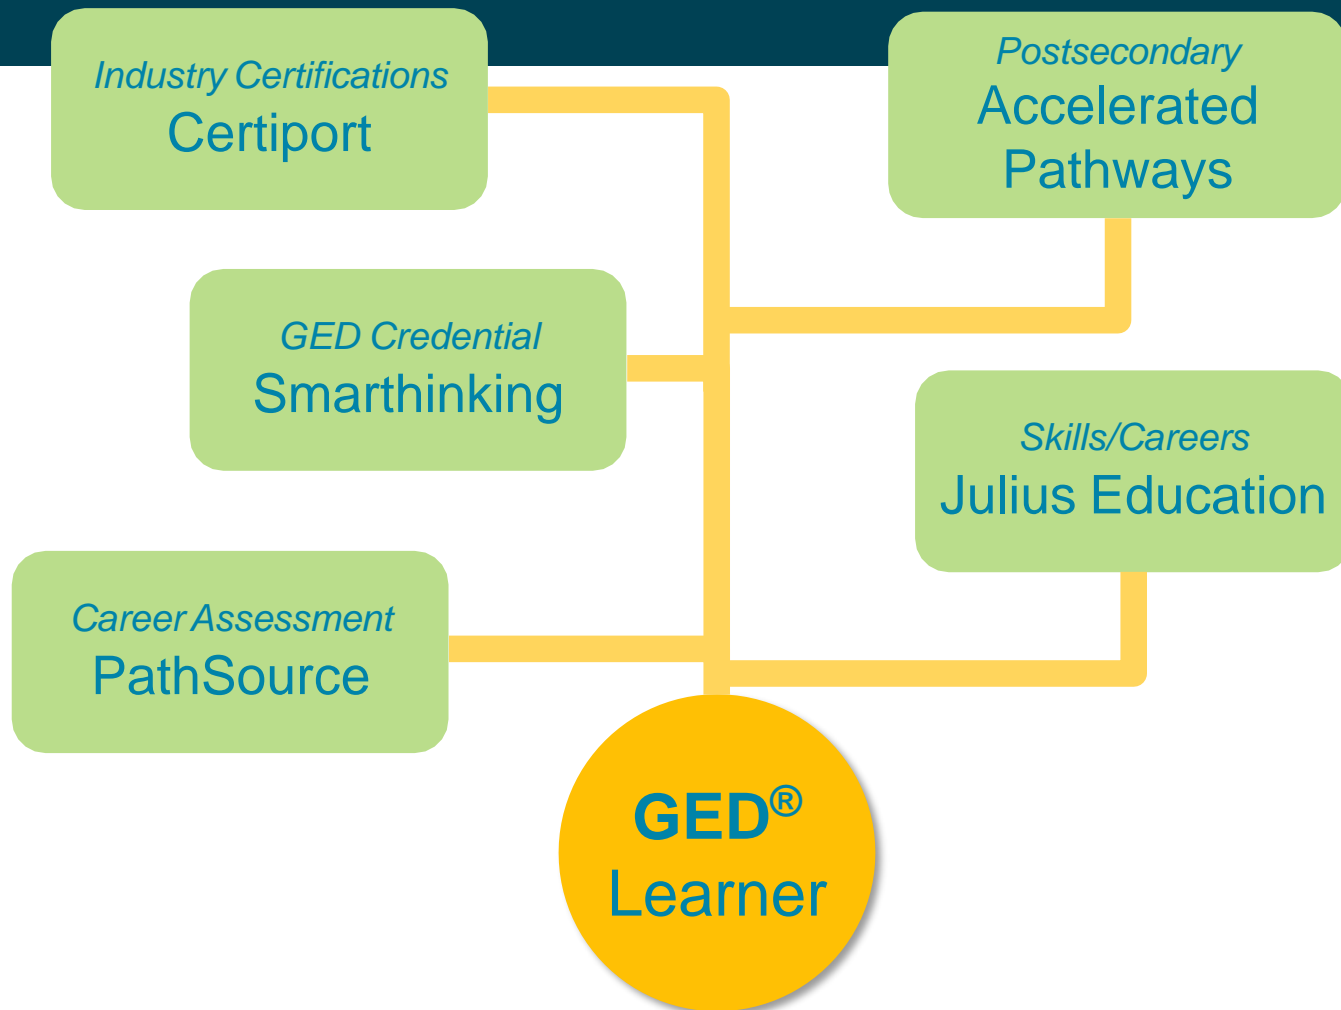 Industry Certifications
Certiport
Postsecondary
Accelerated
Pathways
GED Credential
Smarthinking
Skills/Careers
Julius Education
Career Assessment
PathSource
GED®
Learner